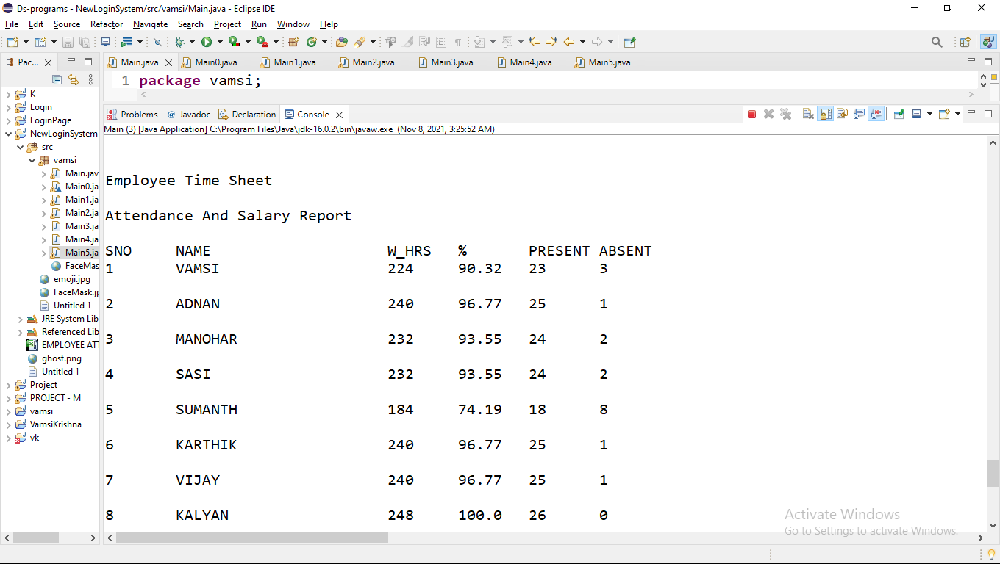 Ds-programs - NewLoginSystem/src/vamsi/Main.java - Eclipse IDE
File Edit Source Refactor Navigate Search Project Run Window Help
Pac...
Main.java Main0.java Main1.java Main2.java Main3.java Main4.java Main5.java
1 package vamsi;
K
Login
LoginPage
NewLoginSystem
src
vamsi
Main.jav
Main0.ja
Main1.ja
Main2.ja
Main3.ja
Main4.ja
Main5.ja
FaceMas
emoji.jpg
FaceMask.jp
Untitled 1
JRE System Lib
Referenced Lib
EMPLOYEE ATT
ghost.png
Untitled 1
Project
PROJECT - M
vamsi
VamsiKrishna
vk
Problems @ Javadoc Declaration Console
Main (3) [Java Application] C:\Program Files\Java\jdk-16.0.2\bin\javaw.exe (Nov 8, 2021, 3:25:52 AM)
Employee Time Sheet
Attendance And Salary Report
SNO NAME W_HRS % PRESENT ABSENT
1 VAMSI 224 90.32 23 3
2 ADNAN 240 96.77 25 1
3 MANOHAR 232 93.55 24 2
4 SASI 232 93.55 24 2
5 SUMANTH 184 74.19 18 8
6 KARTHIK 240 96.77 25 1
7 VIJAY 240 96.77 25 1
8 KALYAN 248 100.0 26 0
Activate Windows
Go to Settings to activate Windows.